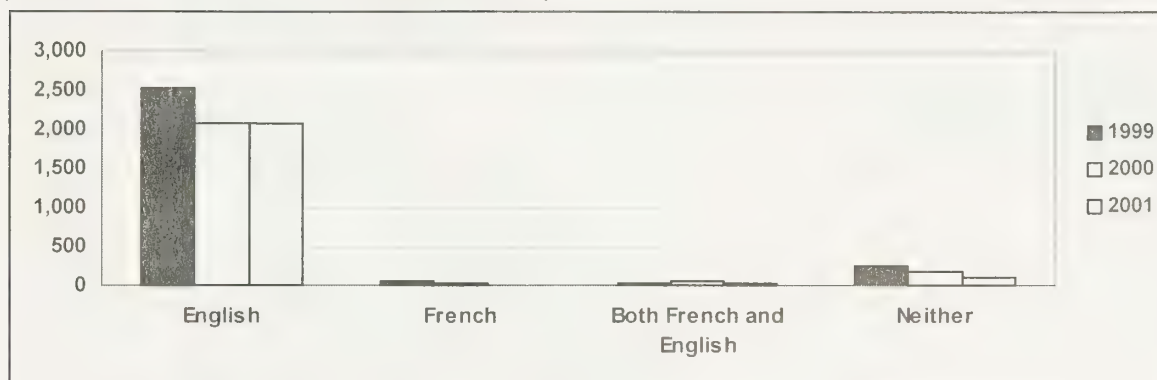 3,000
2,500
2,000
1,500
1,000
500
0
English
French
Both French and
English
Neither
1999
2000
2001